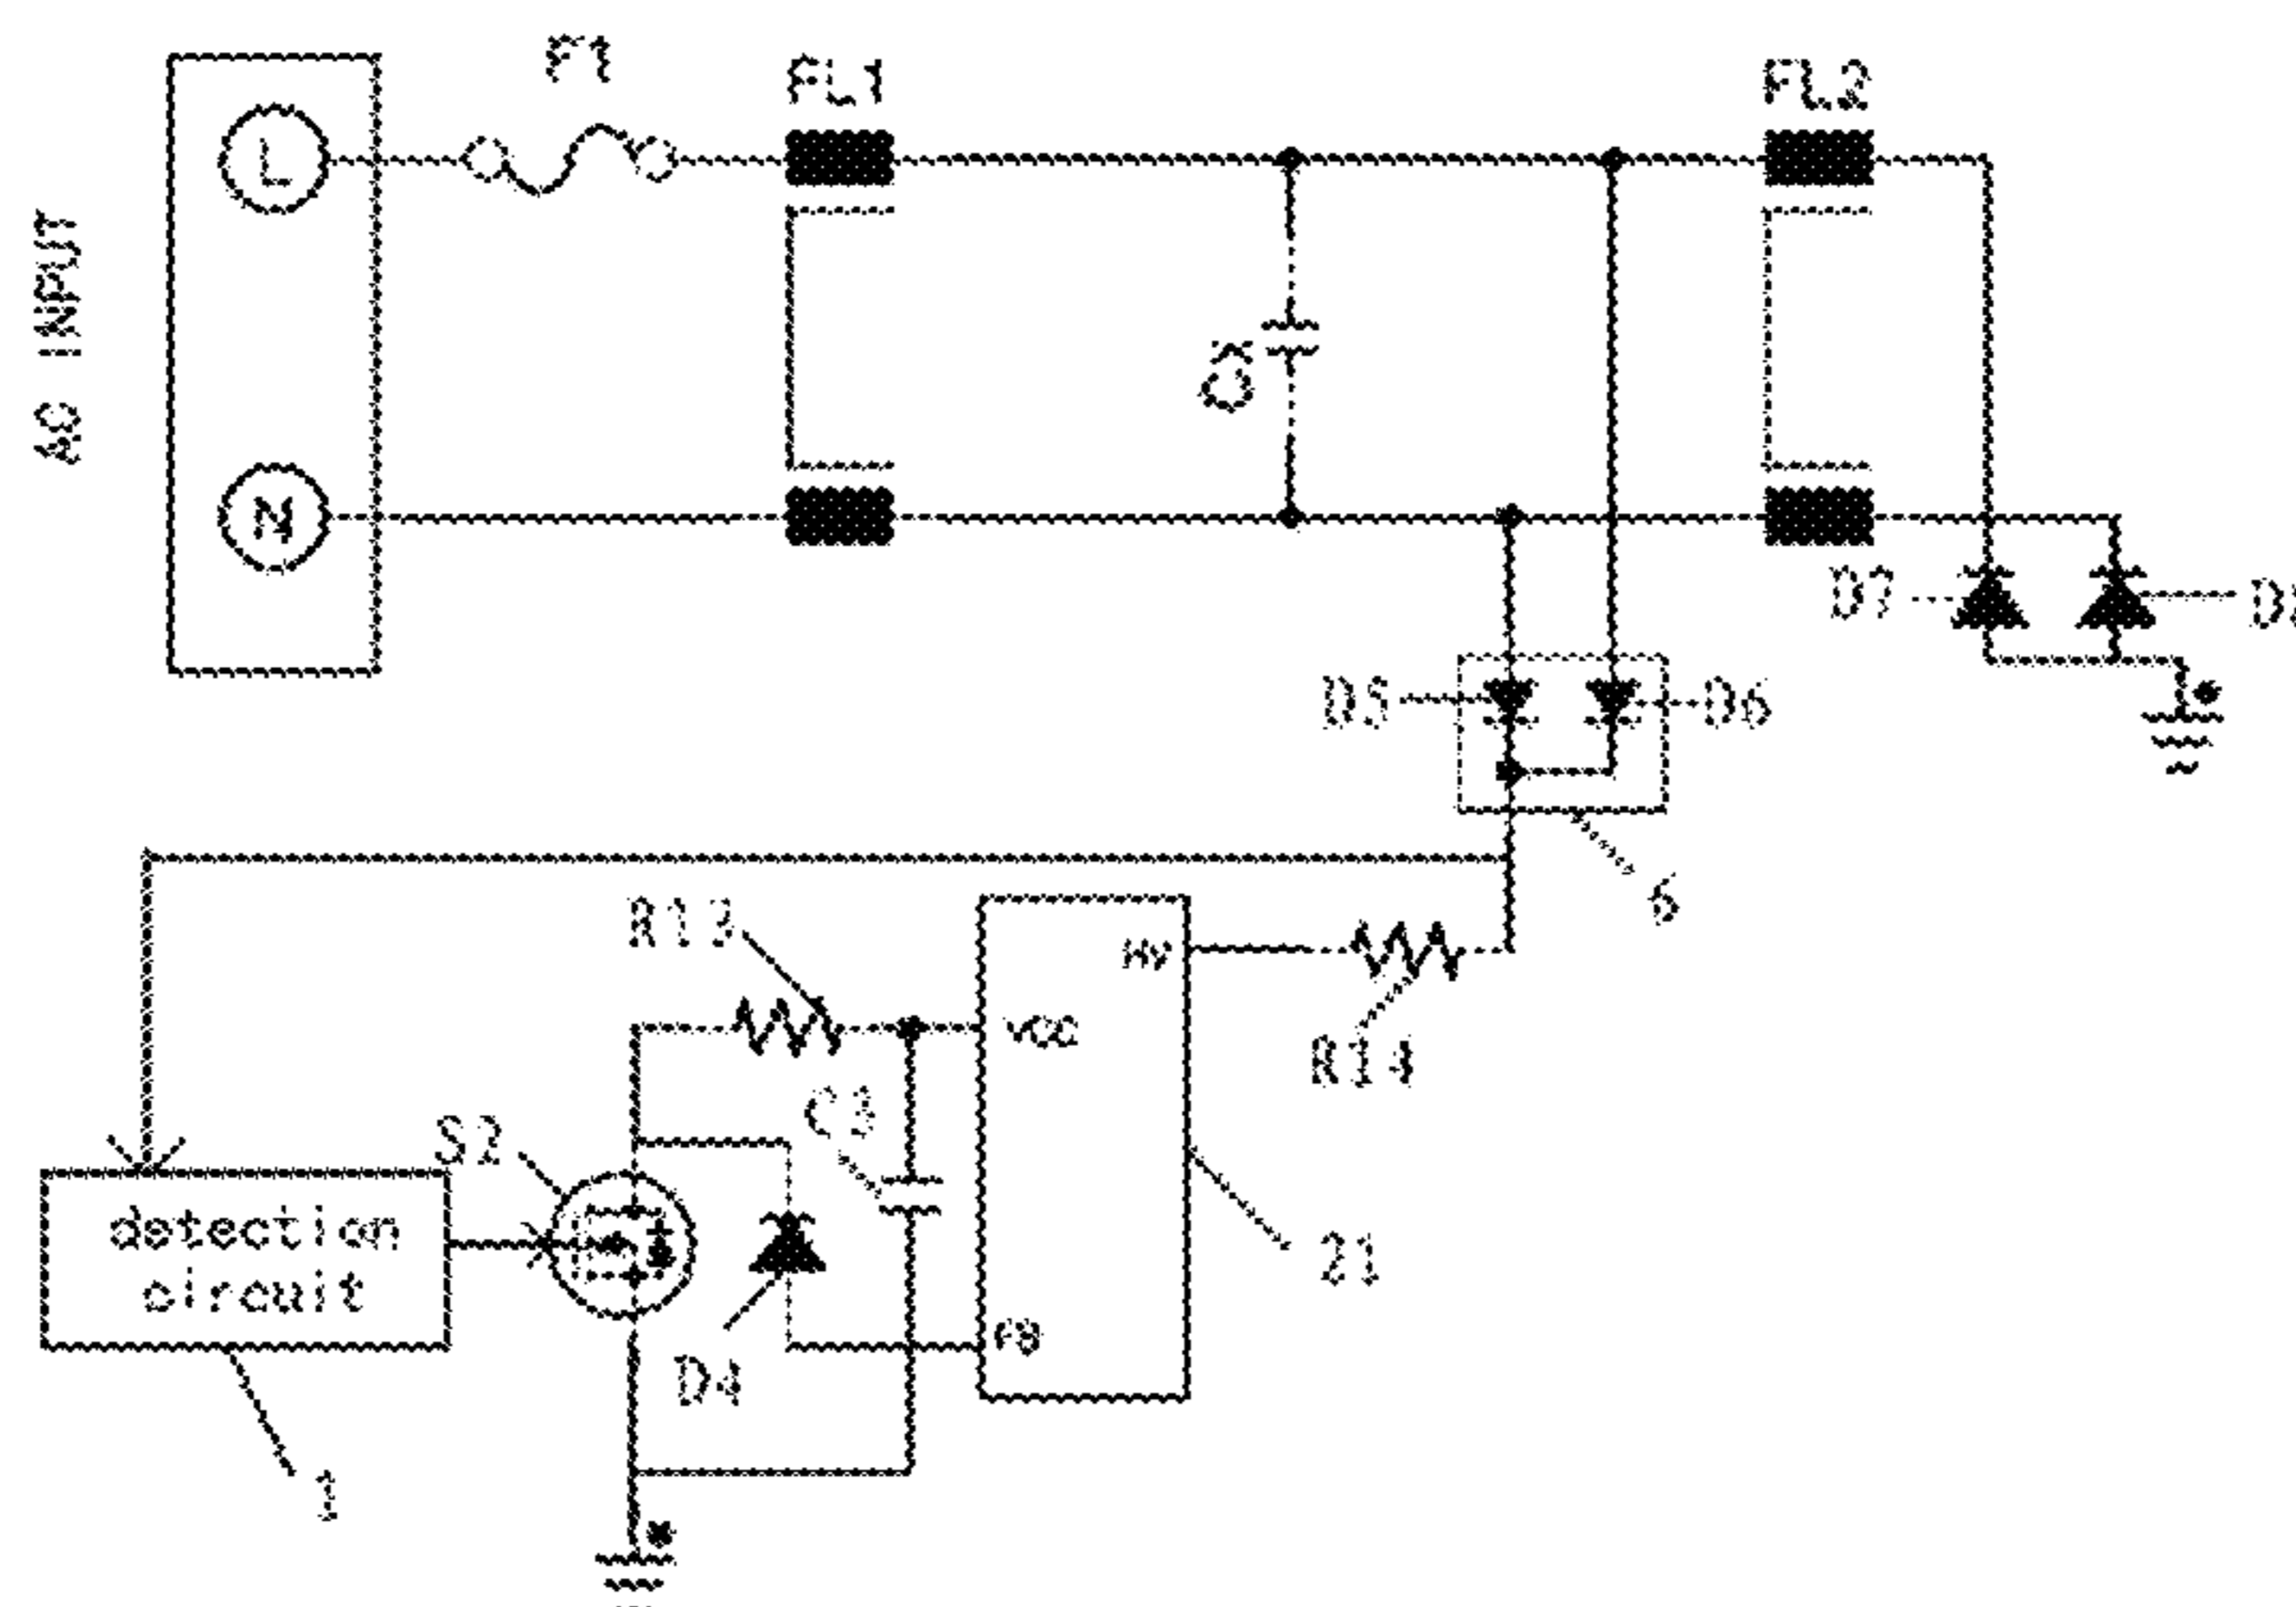 F1
FL1
FL2
L
AC INPUT
CX
N
D7
D5
D6
6
HV
VCC
R14
C3
S2
detection
circuit
21
FB
D4
1